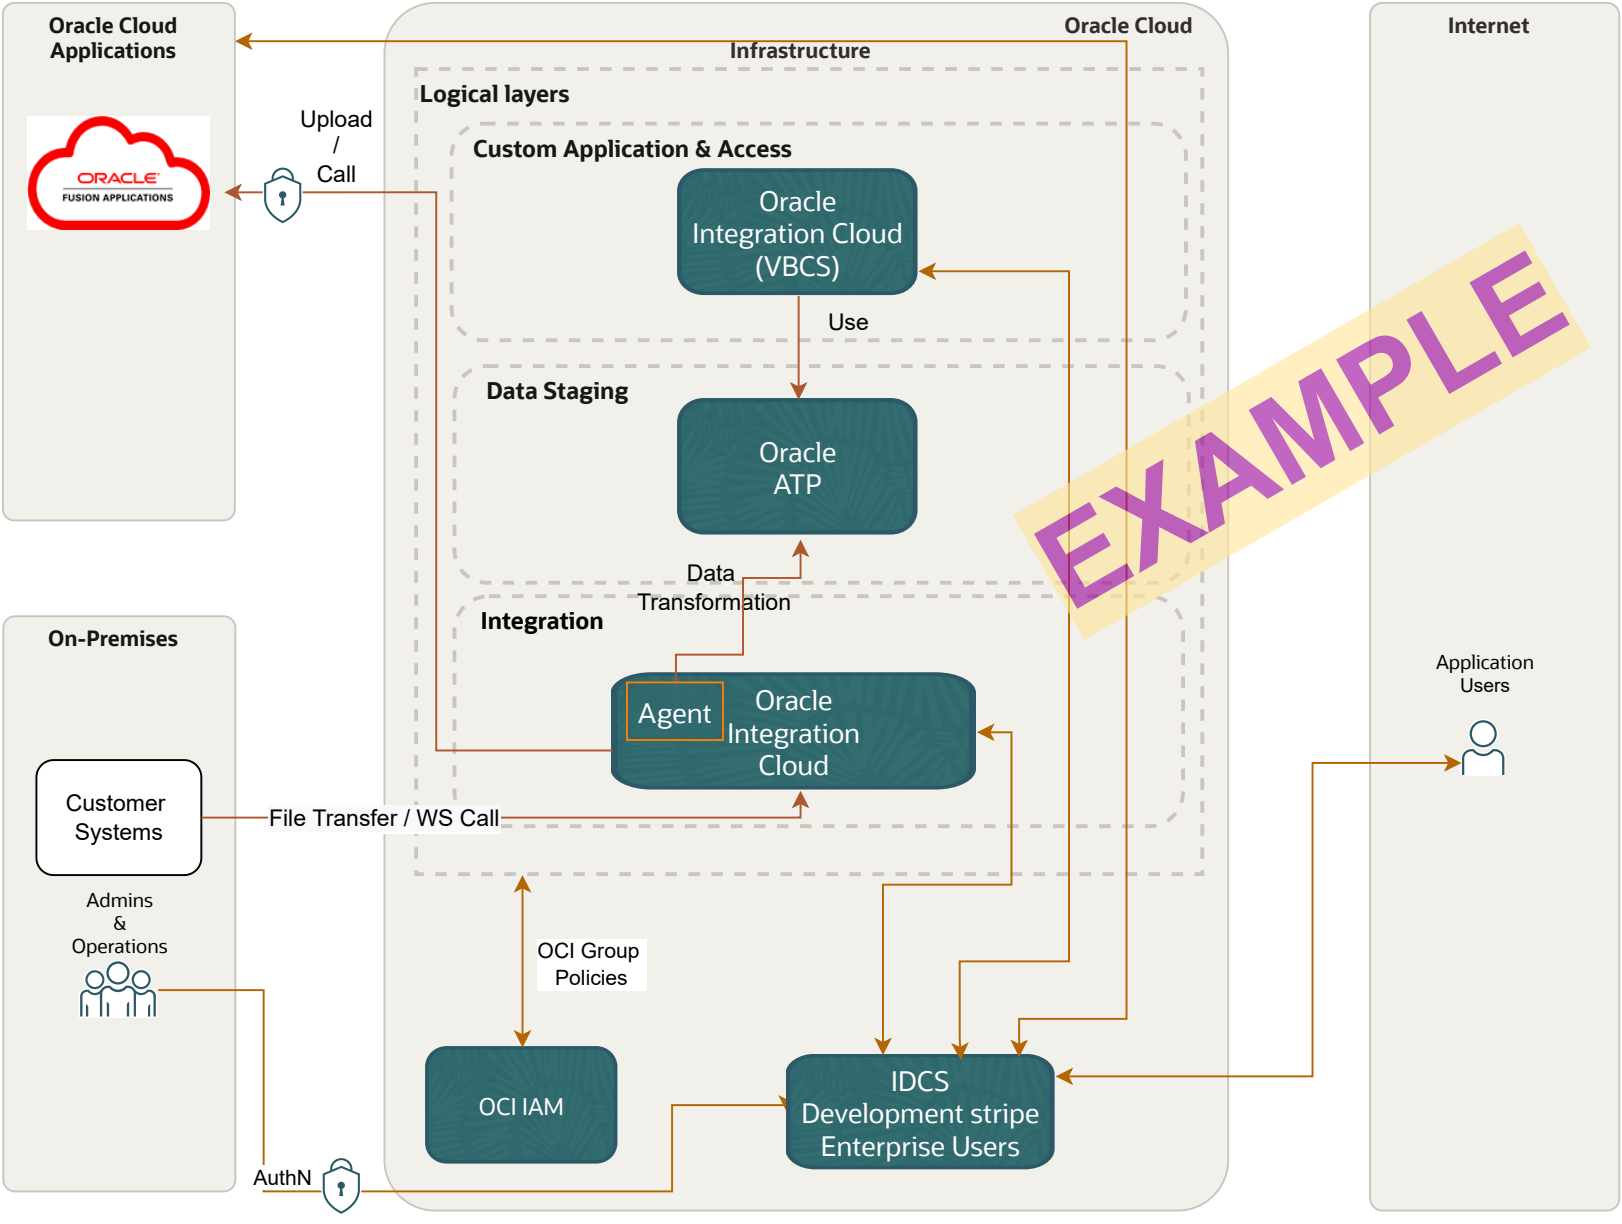 Oracle Cloud
Applications
ORACLE
FUSION APPLICATIONS
Upload
/
Call
Oracle Cloud
Infrastructure
Logical layers
Custom Application & Access
Oracle
Integration Cloud
(VBCS)
Use
Data Staging
Oracle
ATP
Data
Transformation
Integration
Agent
Oracle
Integration
Cloud
File Transfer / WS Call
OCI Group
Policies
OCI IAM
IDCS
Development stripe
Enterprise Users
On-Premises
Customer
Systems
Admins
&
Operations
AuthN
Internet
EXAMPLE
Application
Users